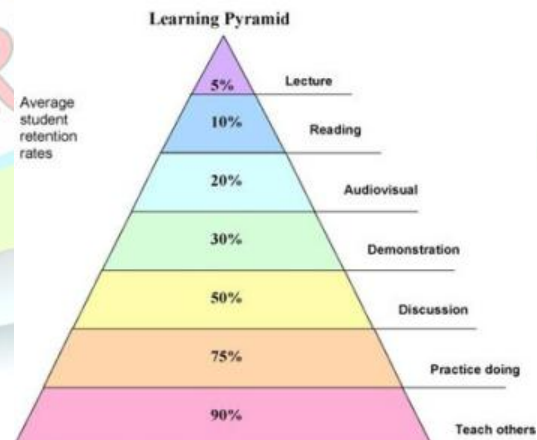 Learning Pyramid
Average
student
retention
rates
5%
Lecture
10%
Reading
20%
Audiovisual
30%
Demonstration
50%
Discussion
75%
Practice doing
90%
Teach others